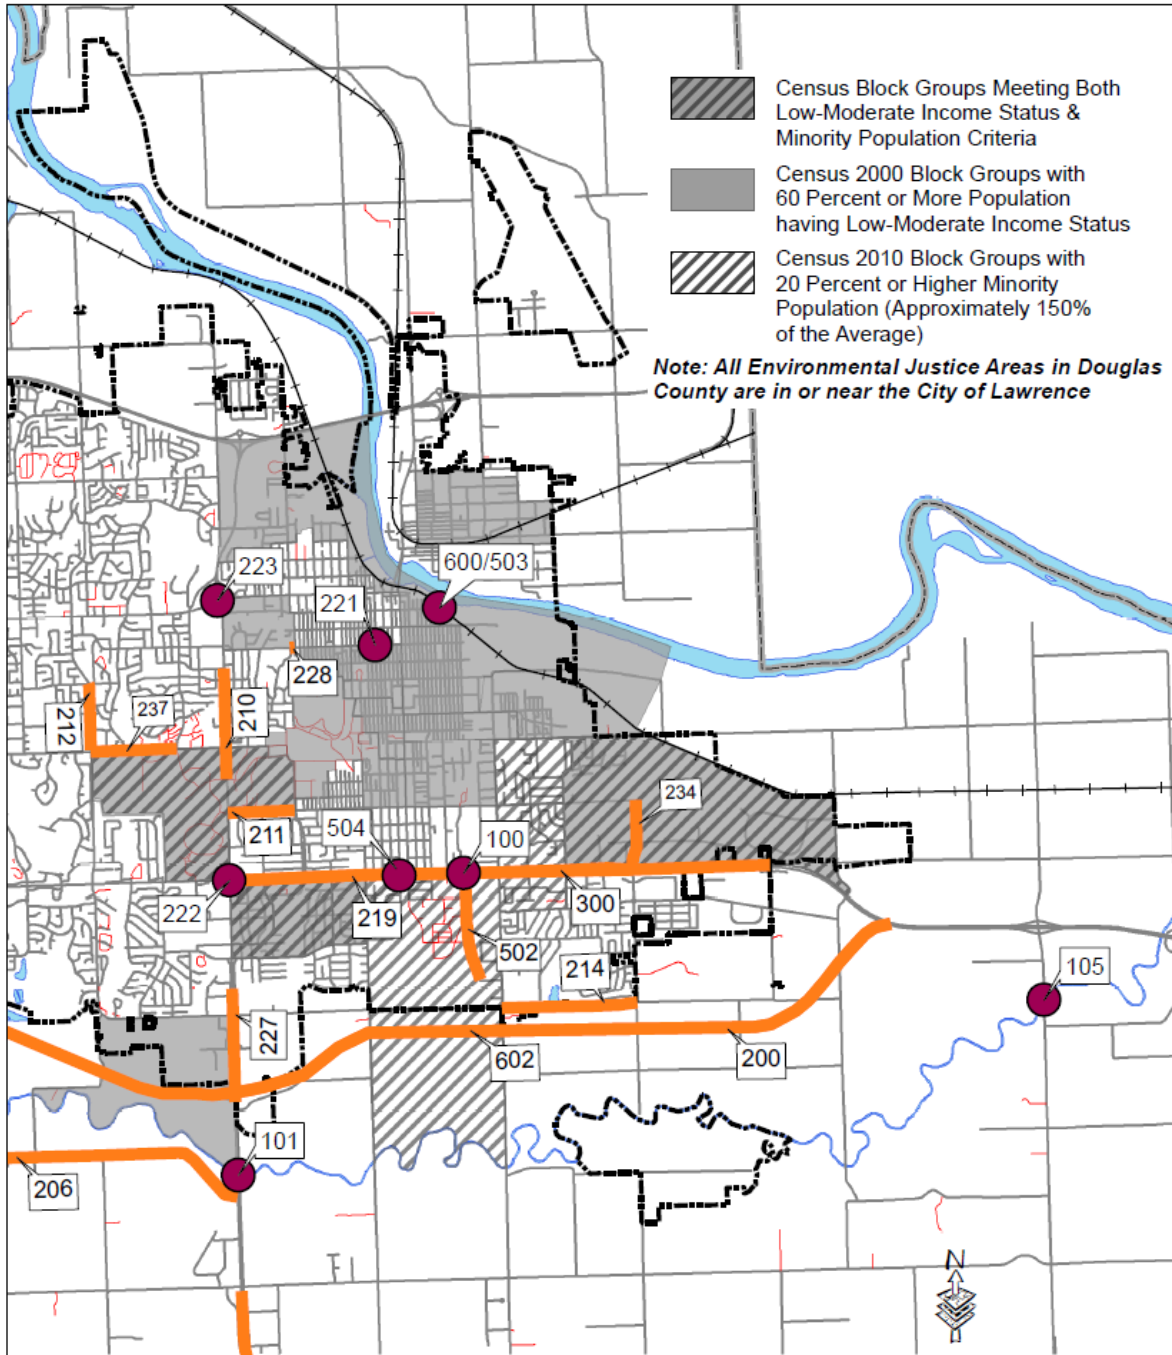 Census Block Groups Meeting Both
Low-Moderate Income Status &
Minority Population Criteria
Census 2000 Block Groups with
60 Percent or More Population
having Low-Moderate Income Status
Census 2010 Block Groups with
20 Percent or Higher Minority
Population (Approximately 150%
of the Average)
Note: All Environmental Justice Areas in Douglas
County are in or near the City of Lawrence
223
600/503
221
228
212
237
210
234
211
504
100
222
219
300
502
214
105
227
602
200
101
206
N